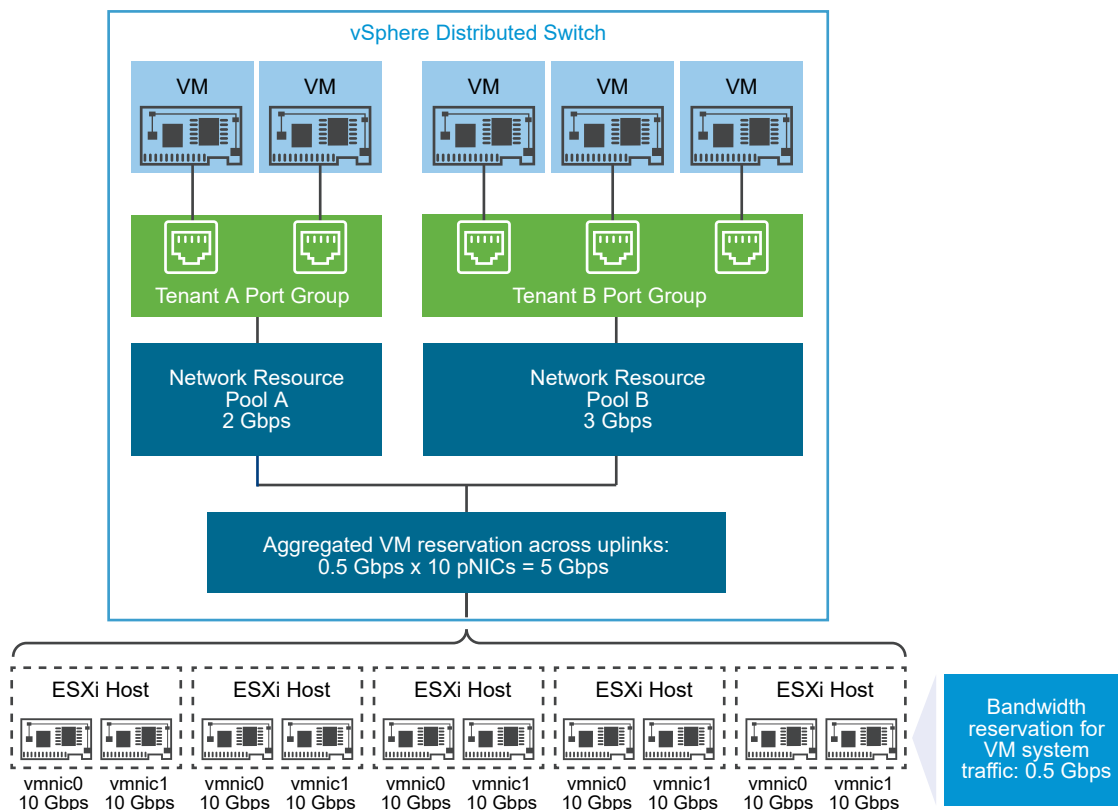 vSphere Distributed Switch
VM
VM
VM
VM
VM
Tenant A Port Group
Tenant B Port Group
Network Resource
Pool A
2 Gbps
Network Resource
Pool B
3 Gbps
Aggregated VM reservation across uplinks:
0.5 Gbps x 10 pNICs = 5 Gbps
ESXi Host
ESXi Host
ESXi Host
ESXi Host
ESXi Host
vmnic0
10 Gbps
vmnic1
10 Gbps
vmnic0
10 Gbps
vmnic1
10 Gbps
vmnic0
10 Gbps
vmnic1
10 Gbps
vmnic0
10 Gbps
vmnic1
10 Gbps
vmnic0
10 Gbps
vmnic1
10 Gbps
Bandwidth
reservation for
VM system
traffic: 0.5 Gbps